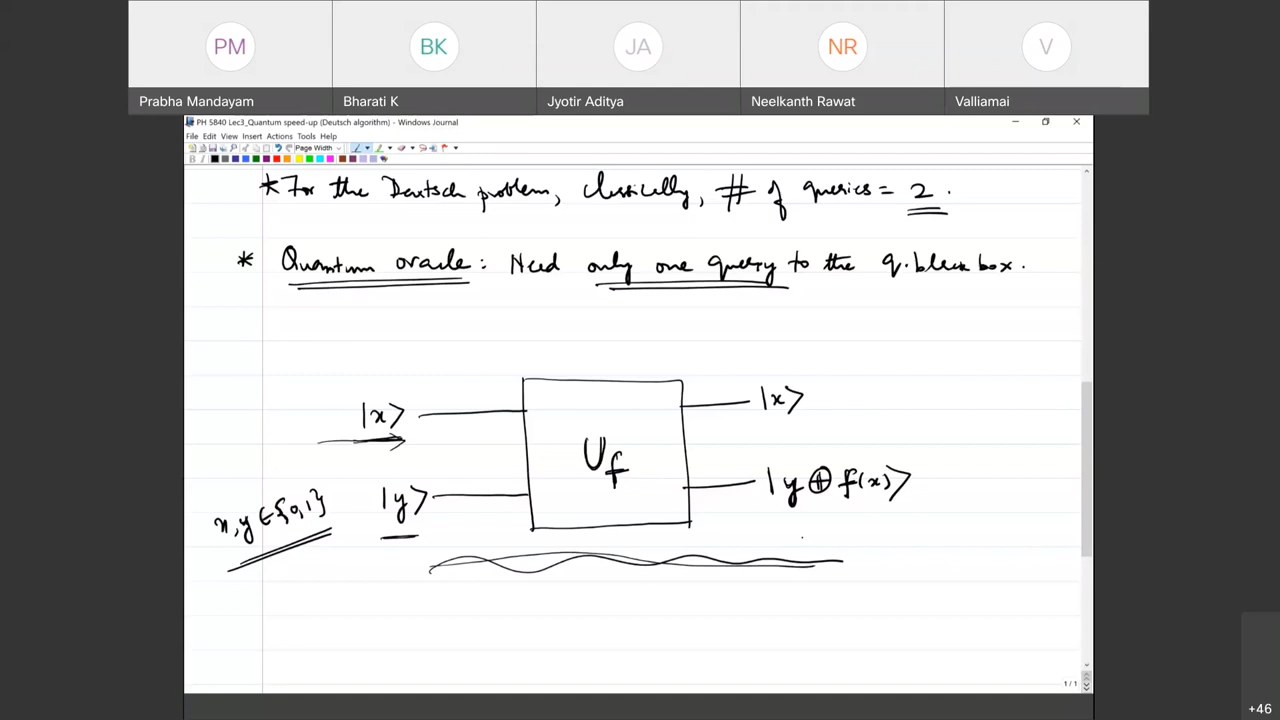 PM
BK
JA
NR
V
Prabha Mandayam
Bharati K
Jyotir Aditya
Neelkanth Rawat
Valliamai
PH 5840 Lec3_Quantum speed-up (Deutsch algorithm) - Windows Journal
File Edit View Insert Actions Tools Help
Page Width
B I
* For the Deutsch problem, classically, # of queries = 2.
* Quantum oracle: Need only one query to the q. black box.
|x⟩ |x⟩
U_f
x, y ∈ {0,1} |y⟩ |y ⊕ f(x)⟩
1 / 1
+46